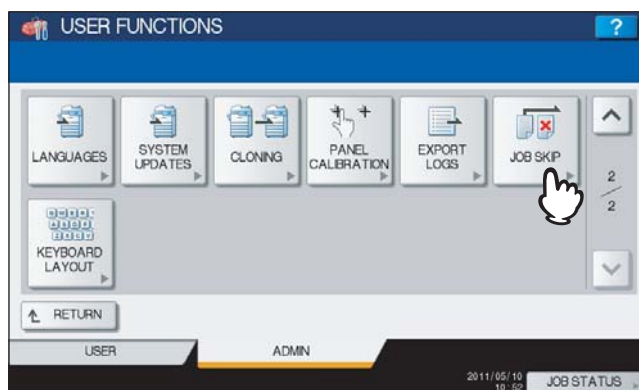 USER FUNCTIONS
?
LANGUAGES
SYSTEM
UPDATES
CLONING
PANEL
CALIBRATION
EXPORT
LOGS
JOB SKIP
2
2
KEYBOARD
LAYOUT
RETURN
USER
ADMIN
2011/05/10
10:52
JOB STATUS